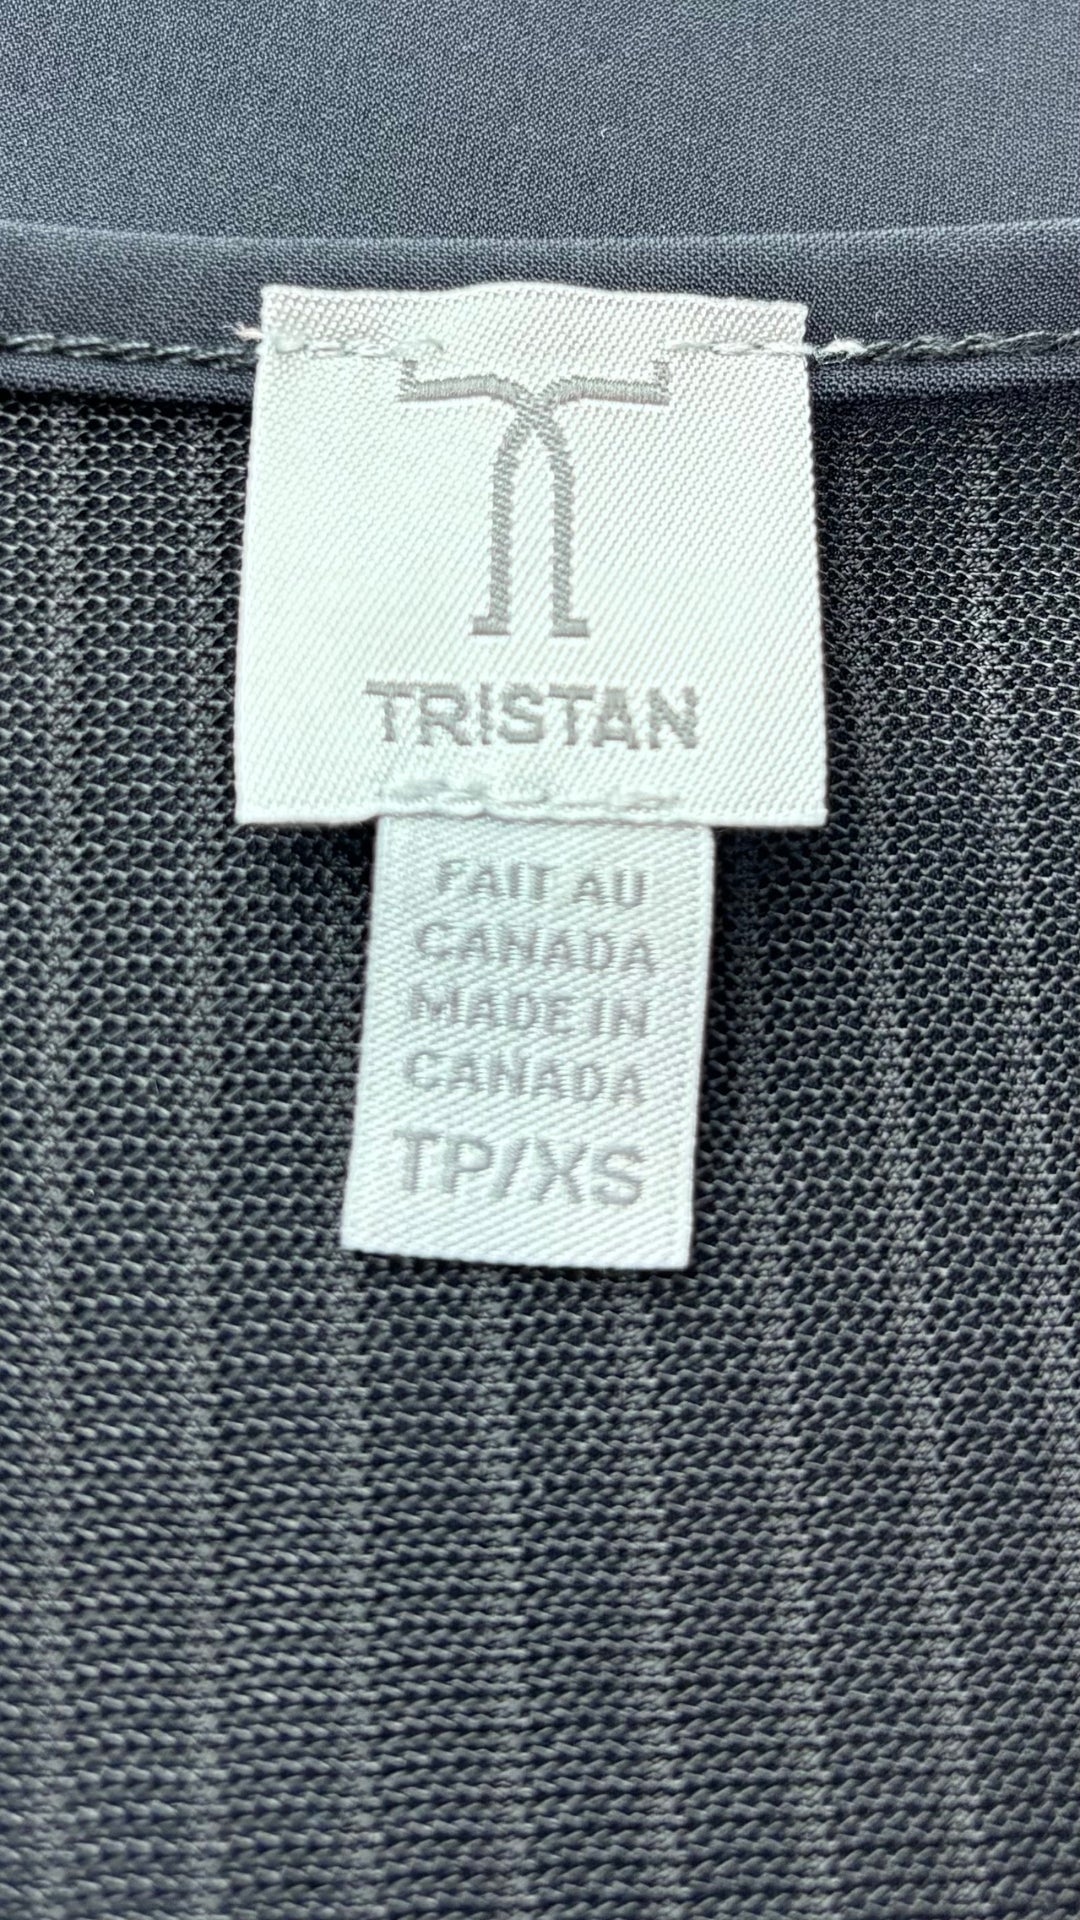 TRISTAN
FAIT AU
CANADA
MADE IN
CANADA
TP/XS